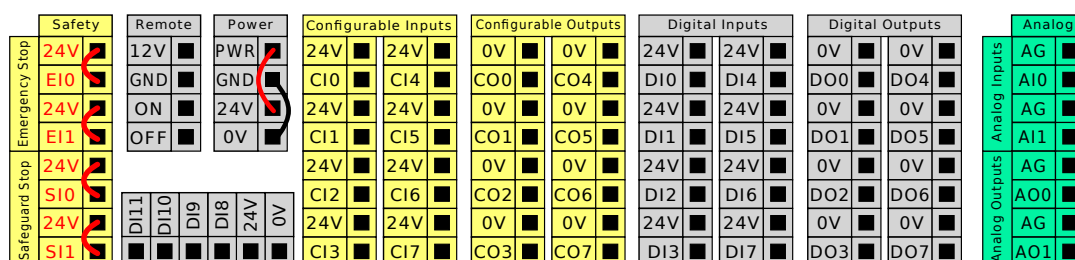 Safety
Emergency Stop
24V
EI0
24V
EI1
Safeguard Stop
24V
SI0
24V
SI1
Remote
12V
GND
ON
OFF
Power
PWR
GND
24V
0V
DI11
DI10
DI9
DI8
24V
0V
Configurable Inputs
24V 24V
CI0 CI4
24V 24V
CI1 CI5
24V 24V
CI2 CI6
24V 24V
CI3 CI7
Configurable Outputs
0V 0V
CO0 CO4
0V 0V
CO1 CO5
0V 0V
CO2 CO6
0V 0V
CO3 CO7
Digital Inputs
24V 24V
DI0 DI4
24V 24V
DI1 DI5
24V 24V
DI2 DI6
24V 24V
DI3 DI7
Digital Outputs
0V 0V
DO0 DO4
0V 0V
DO1 DO5
0V 0V
DO2 DO6
0V 0V
DO3 DO7
Analog
Analog Inputs
AG
AI0
AG
AI1
Analog Outputs
AG
AO0
AG
AO1